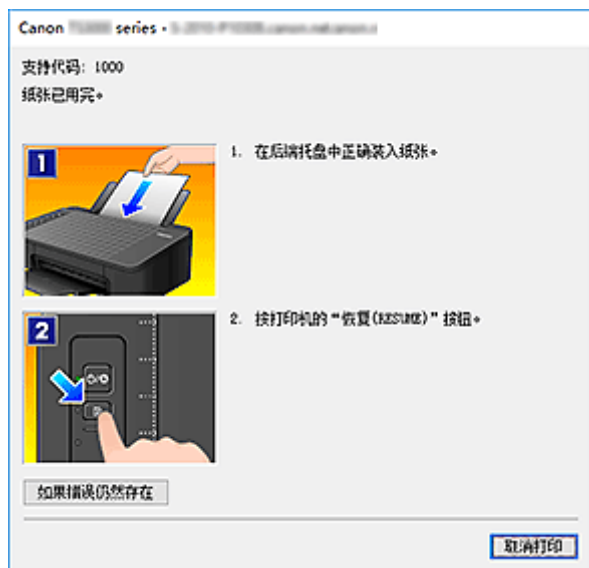 Canon series -
支持代码: 1000
纸张已用完。
1
1. 在后端托盘中正确装入纸张。
2
2. 按打印机的“恢复(RESUME)”按钮。
如果错误仍然存在
取消打印